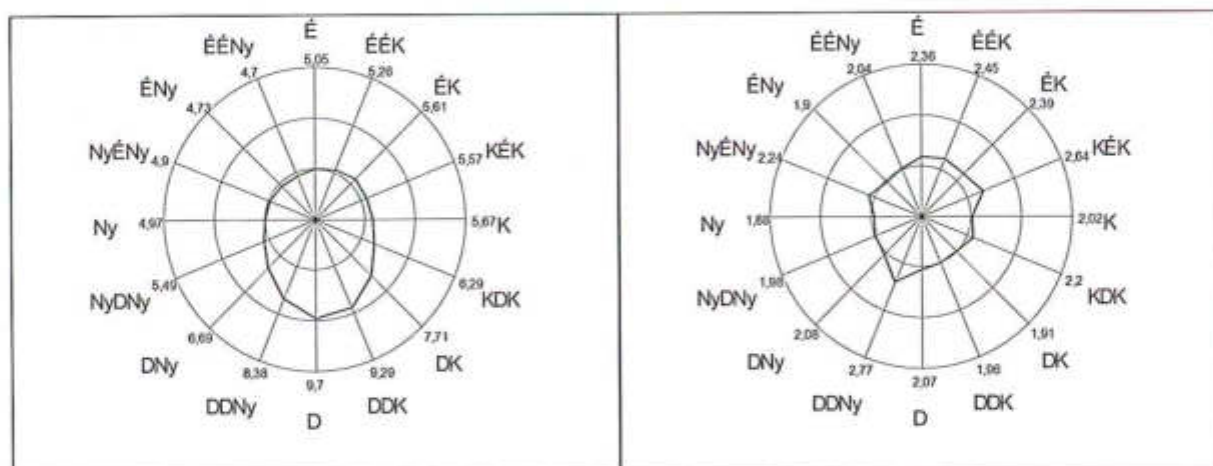 É
ÉÉNy 5,05 ÉÉK
4,7 5,26
ÉNy ÉK
4,73 5,61
NyÉNy 4,9 5,57 KÉK
Ny 4,97 5,67 K
5,49 6,29
NyDNy KDK
6,69 7,71
DNy DK
8,38 9,29
DDNy 9,7 DDK
D
É
ÉÉNy 2,36 ÉÉK
2,04 2,45
ÉNy ÉK
1,9 2,39
NyÉNy 2,24 2,64 KÉK
Ny 2,02 K
1,98 2,2
NyDNy KDK
2,08 1,91
DNy DK
2,77
DDNy 2,07 DDK
D